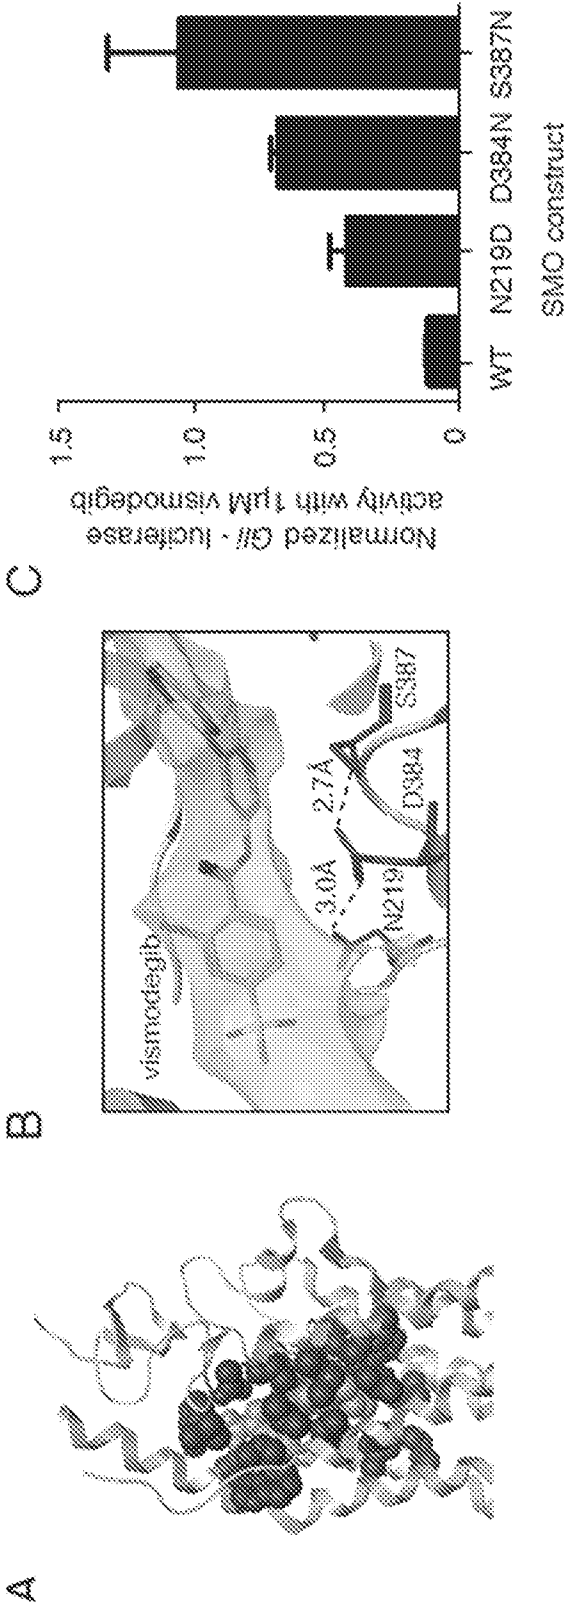 A
B
vismodegib
3.0Å
2.7Å
N219
D384
S387
C
Normalized Gli - luciferase
activity with 1µM vismodegib
1.5
1.0
0.5
0
WT N219D D384N S387N
SMO construct